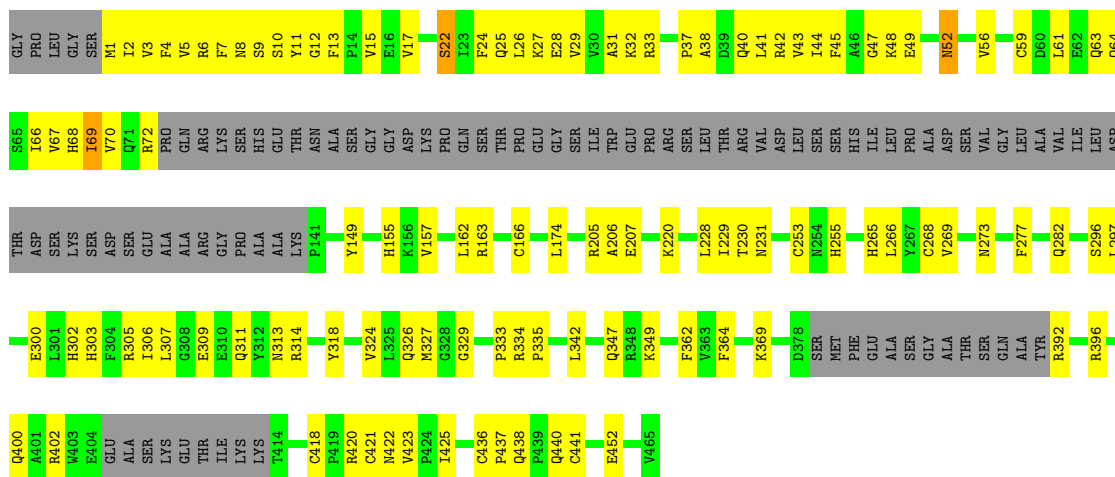 GLY PRO LEU GLY SER M1 I2 V3 F4 V5 R6 F7 N8 S9 S10 Y11 G12 F13 P14 V15 E16 V17 S22 I23 F24 Q25 L26 K27 E28 V29 V30 A31 K32 R33 P37 A38 D39 Q40 L41 R42 V43 I44 F45 A46 G47 K48 E49 N52 V56 C59 D60 L61 E62 Q63
S65 I66 V67 H68 I69 V70 Q71 R72 PRO GLN ARG LYS SER HIS GLU THR ASN ALA SER GLY GLY ASP LYS PRO GLN SER THR PRO GLU GLY SER ILE TRP GLU PRO ARG SER LEU THR ARG VAL ASP LEU SER SER HIS ILE LEU PRO ALA ASP SER VAL GLY LEU ALA VAL ILE LEU
THR ASP SER LYS SER ASP SER GLU ALA ALA ARG GLY PRO ALA ALA LYS P141 Y149 H155 K156 V157 L162 R163 C166 L174 R205 A206 E207 K220 L228 I229 T230 N231 C253 N254 H255 H265 L266 Y267 C268 V269 N273 F277 Q282 S296
E300 L301 H302 H303 F304 R305 I306 L307 G308 E309 E310 Q311 Y312 N313 R314 Y318 V324 L325 Q326 M327 G328 G329 P333 R334 P335 L342 Q347 R348 K349 F362 V363 F364 K369 D378 SER MET PHE GLU ALA SER GLY ALA THR SER GLN ALA TYR R392 R396
Q400 A401 R402 W403 E404 GLU ALA SER LYS GLU THR ILE LYS LYS T414 C418 P419 R420 C421 N422 V423 P424 I425 C436 P437 Q438 P439 Q440 C441 E452 V465